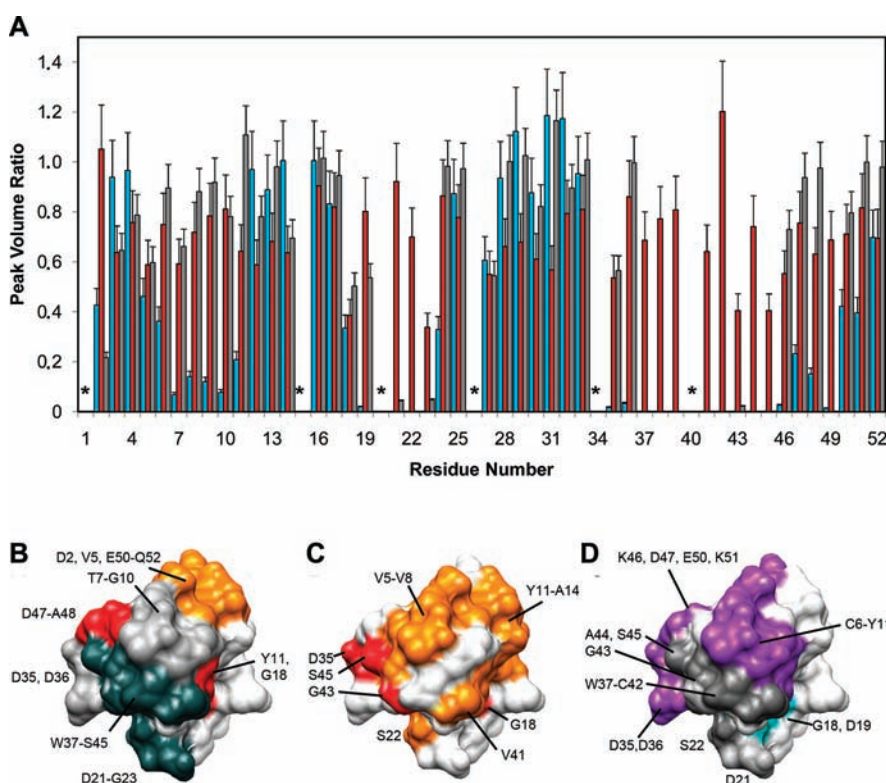 A
Peak Volume Ratio
1.4
1.2
1.0
0.8
0.6
0.4
0.2
0
* * * * * *
1 4 7 10 13 16 19 22 25 28 31 34 37 40 43 46 49 52
Residue Number
B
D2, V5, E50-Q52
T7-G10
D47-A48
D35, D36
Y11,
G18
W37-S45
D21-G23
C
V5-V8
Y11-A14
D35
S45
G43
S22
G18
V41
D
K46, D47, E50, K51
C6-Y11
A44, S45
G43
W37-C42
G18, D19
D35,D36
S22
D21